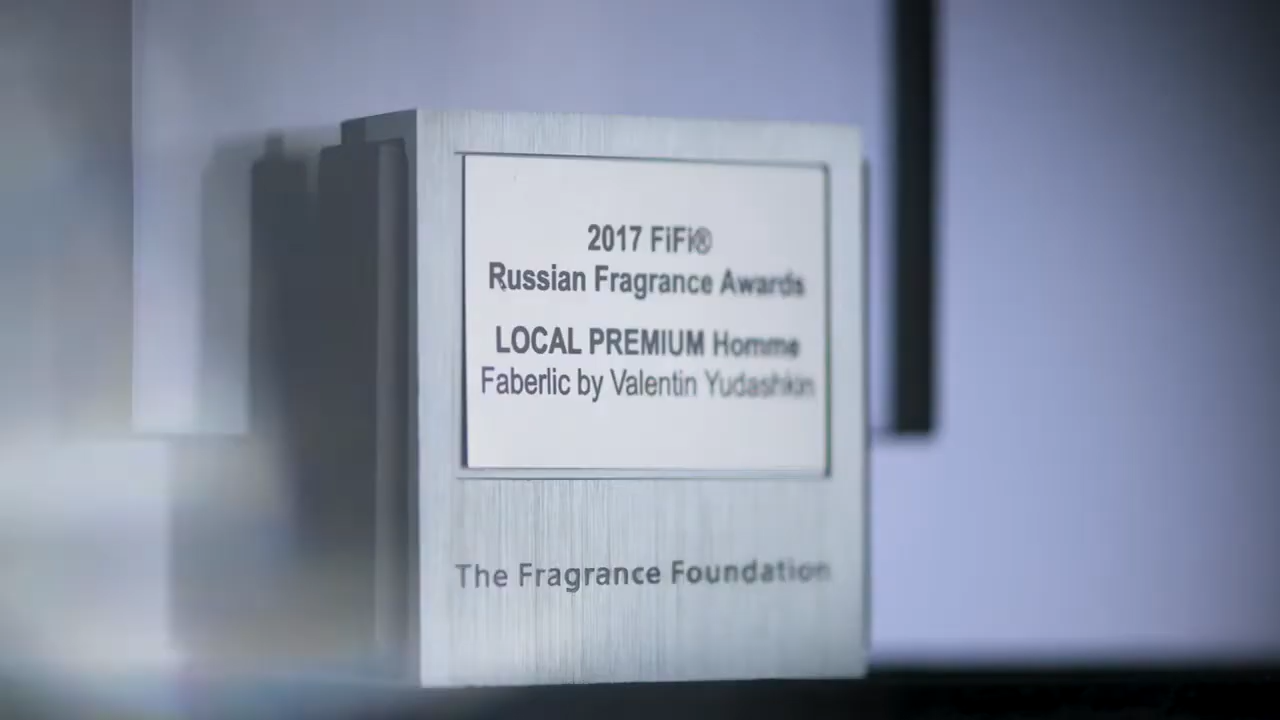 2017 FiFi®
Russian Fragrance Awards
LOCAL PREMIUM Homme
Faberlic by Valentin Yudashkin
The Fragrance Foundation